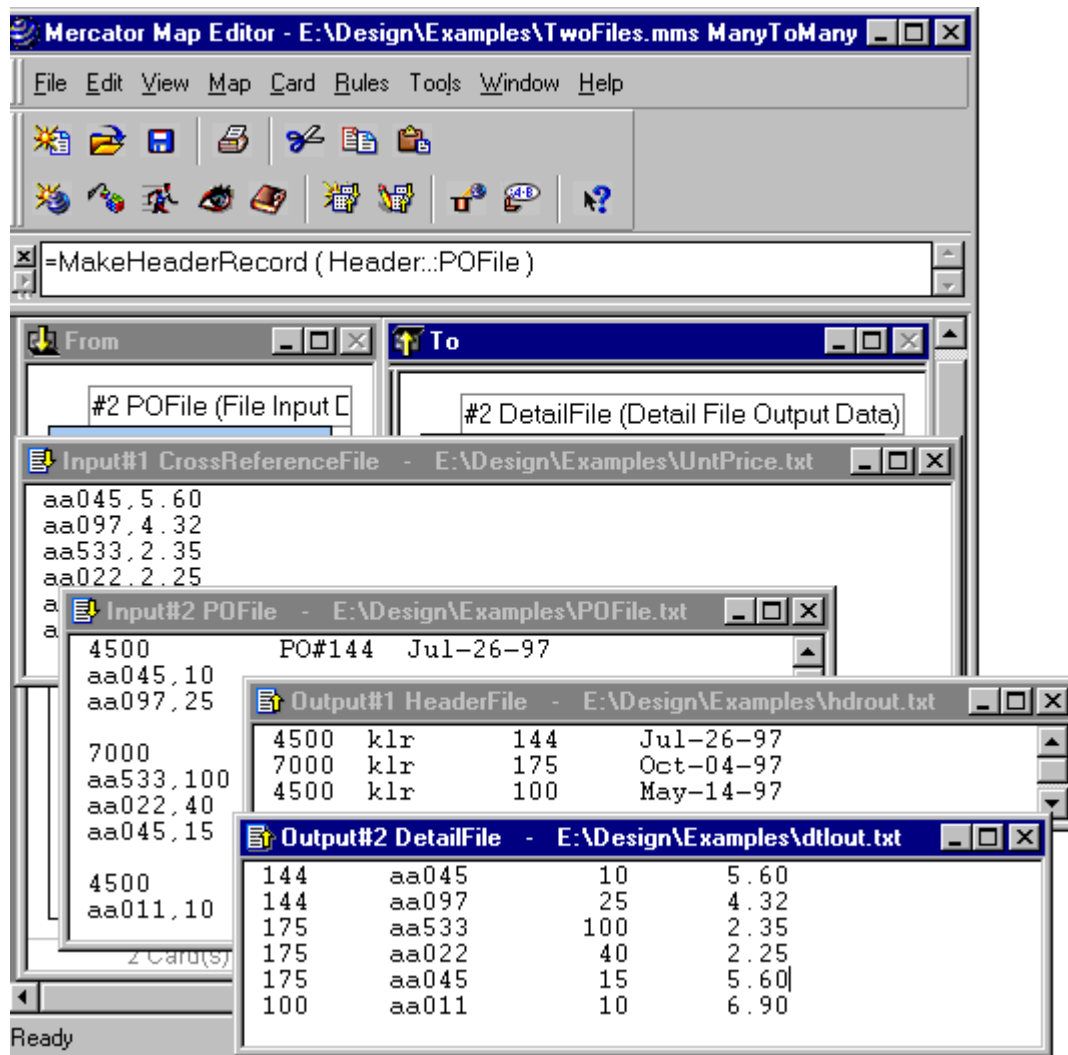 Mercator Map Editor - E:\Design\Examples\TwoFiles.mms ManyToMany
File Edit View Map Card Rules Tools Window Help
=MakeHeaderRecord ( Header:.:POFile )
From
To
#2 POFile (File Input D
#2 DetailFile (Detail File Output Data)
Input#1 CrossReferenceFile - E:\Design\Examples\UntPrice.txt
aa045,5.60
aa097,4.32
aa533,2.35
aa022,2.25
a
a
Input#2 POFile - E:\Design\Examples\POFile.txt
4500 PO#144 Jul-26-97
aa045,10
aa097,25
7000
aa533,100
aa022,40
aa045,15
4500
aa011,10
Output#1 HeaderFile - E:\Design\Examples\hdrout.txt
4500 klr 144 Jul-26-97
7000 klr 175 Oct-04-97
4500 klr 100 May-14-97
Output#2 DetailFile - E:\Design\Examples\dtlout.txt
144 aa045 10 5.60
144 aa097 25 4.32
175 aa533 100 2.35
175 aa022 40 2.25
175 aa045 15 5.60
100 aa011 10 6.90
2 Card(s)
Ready